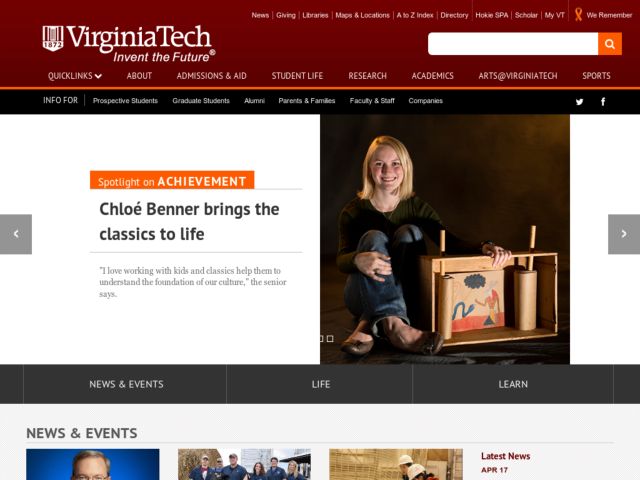 News | Giving | Libraries | Maps & Locations | A to Z Index | Directory | Hokie SPA | Scholar | My VT | We Remember
1872 VirginiaTech
Invent the Future®
QUICKLINKS ABOUT ADMISSIONS & AID STUDENT LIFE RESEARCH ACADEMICS ARTS@VIRGINIATECH SPORTS
INFO FOR Prospective Students Graduate Students Alumni Parents & Families Faculty & Staff Companies
Spotlight on ACHIEVEMENT
Chloé Benner brings the
classics to life
"I love working with kids and classics help them to
understand the foundation of our culture," the senior
says.
NEWS & EVENTS LIFE LEARN
NEWS & EVENTS
Latest News
APR 17